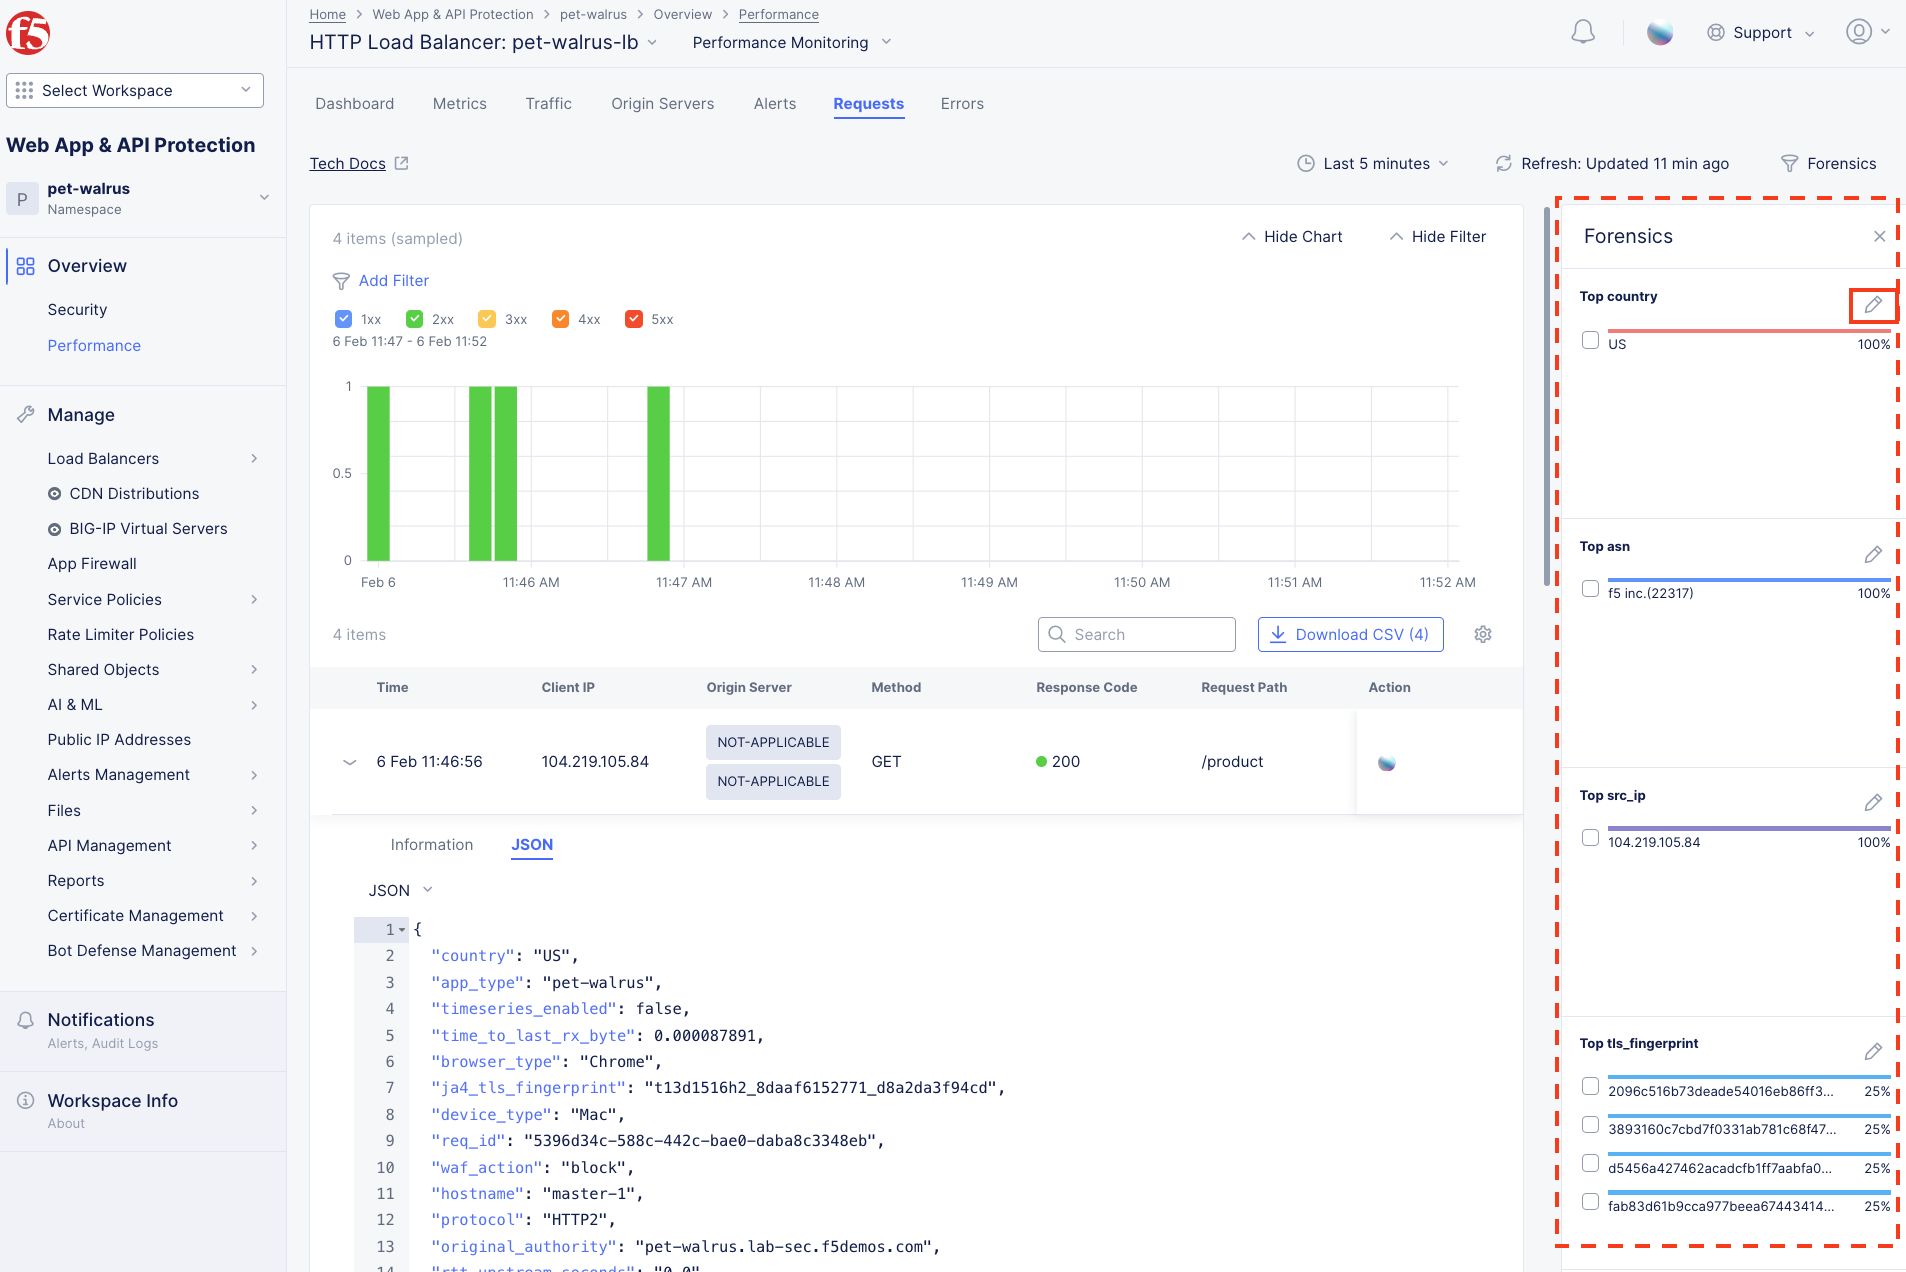 f5
Select Workspace
Web App & API Protection
P
pet-walrus
Namespace
Overview
Security
Performance
Manage
Load Balancers
CDN Distributions
BIG-IP Virtual Servers
App Firewall
Service Policies
Rate Limiter Policies
Shared Objects
AI & ML
Public IP Addresses
Alerts Management
Files
API Management
Reports
Certificate Management
Bot Defense Management
Notifications
Alerts, Audit Logs
Workspace Info
About
Home > Web App & API Protection > pet-walrus > Overview > Performance
HTTP Load Balancer: pet-walrus-lb Performance Monitoring
Support
Dashboard Metrics Traffic Origin Servers Alerts Requests Errors
Tech Docs
Last 5 minutes Refresh: Updated 11 min ago Forensics
4 items (sampled)
Hide Chart Hide Filter
Add Filter
1xx 2xx 3xx 4xx 5xx
6 Feb 11:47 - 6 Feb 11:52
1
0.5
0
Feb 6 11:46 AM 11:47 AM 11:48 AM 11:49 AM 11:50 AM 11:51 AM 11:52 AM
4 items
Search
Download CSV (4)
Time Client IP Origin Server Method Response Code Request Path Action
6 Feb 11:46:56 104.219.105.84 NOT-APPLICABLE NOT-APPLICABLE GET 200 /product
Information JSON
JSON
1 {
2 "country": "US",
3 "app_type": "pet-walrus",
4 "timeseries_enabled": false,
5 "time_to_last_rx_byte": 0.000087891,
6 "browser_type": "Chrome",
7 "ja4_tls_fingerprint": "t13d1516h2_8daaf6152771_d8a2da3f94cd",
8 "device_type": "Mac",
9 "req_id": "5396d34c-588c-442c-bae0-daba8c3348eb",
10 "waf_action": "block",
11 "hostname": "master-1",
12 "protocol": "HTTP2",
13 "original_authority": "pet-walrus.lab-sec.f5demos.com",
14 "rtt_upstream_seconds": "0.0"
Forensics
Top country
US 100%
Top asn
f5 inc.(22317) 100%
Top src_ip
104.219.105.84 100%
Top tls_fingerprint
2096c516b73deade54016eb86ff3... 25%
3893160c7cbd7f0331ab781c68f47... 25%
d5456a427462acadcfb1ff7aabfa0... 25%
fab83d61b9cca977beea67443414... 25%